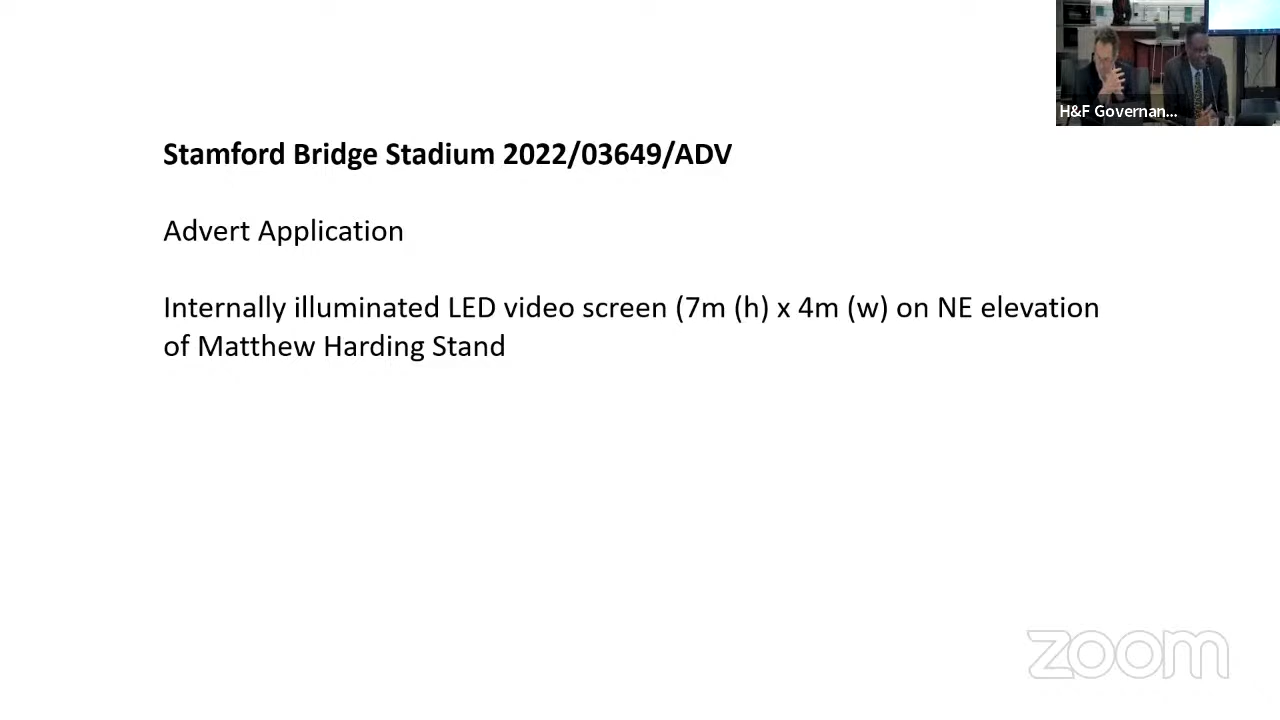 H&F Governan...
Stamford Bridge Stadium 2022/03649/ADV
Advert Application
Internally illuminated LED video screen (7m (h) x 4m (w) on NE elevation
of Matthew Harding Stand
zoom